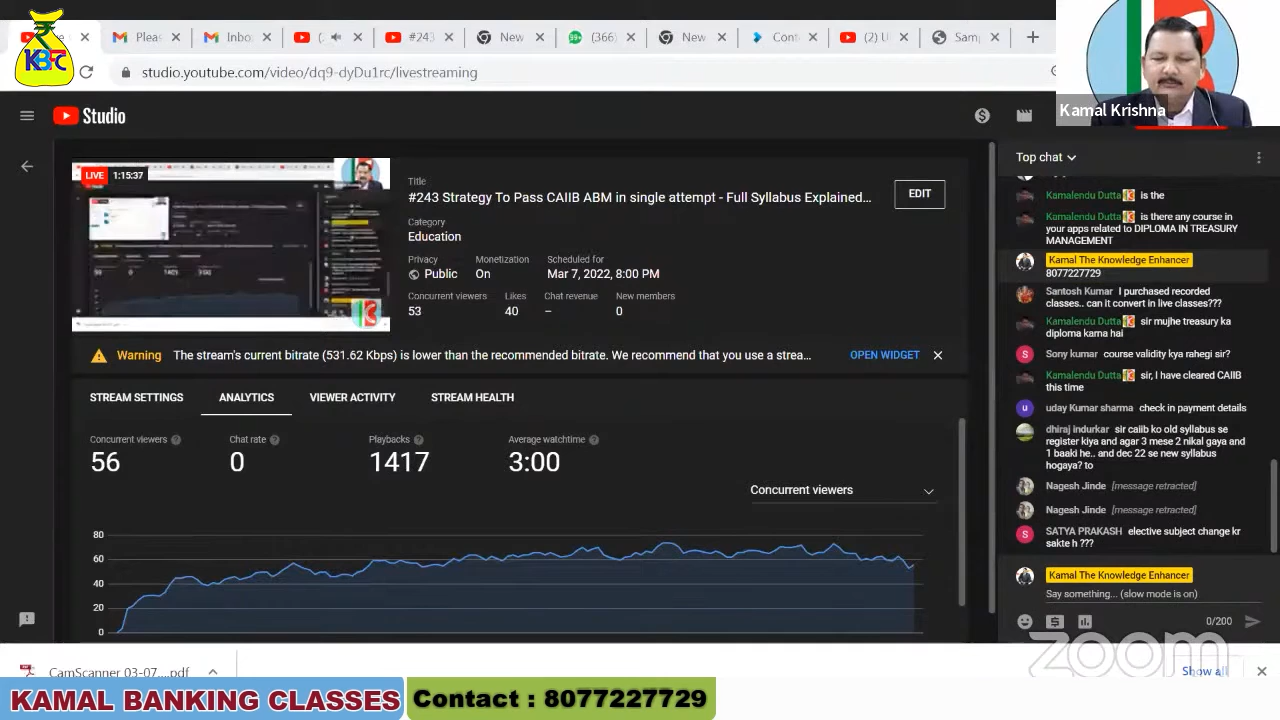 KBC
Pleas
Inbo
#243
New
(366)
New
Cont
(2) U
Sam
studio.youtube.com/video/dq9-dyDu1rc/livestreaming
Kamal Krishna
Studio
LIVE 1:15:37
Title
#243 Strategy To Pass CAIIB ABM in single attempt - Full Syllabus Explained...
EDIT
Category
Education
Privacy Monetization Scheduled for
Public On Mar 7, 2022, 8:00 PM
Concurrent viewers Likes Chat revenue New members
53 40 – 0
Warning The stream's current bitrate (531.62 Kbps) is lower than the recommended bitrate. We recommend that you use a strea...
OPEN WIDGET
STREAM SETTINGS ANALYTICS VIEWER ACTIVITY STREAM HEALTH
Concurrent viewers Chat rate Playbacks Average watchtime
56 0 1417 3:00
Concurrent viewers
80
60
40
20
0
Top chat
Kamalendu Dutta is the
Kamalendu Dutta is there any course in
your apps related to DIPLOMA IN TREASURY
MANAGEMENT
Kamal The Knowledge Enhancer
8077227729
Santosh Kumar I purchased recorded
classes.. can it convert in live classes???
Kamalendu Dutta sir mujhe treasury ka
diploma karna hai
Sony kumar course validity kya rahegi sir?
Kamalendu Dutta sir, I have cleared CAIIB
this time
uday Kumar sharma check in payment details
dhiraj indurkar sir caiib ko old syllabus se
register kiya and agar 3 mese 2 nikal gaya and
1 baaki he.. and dec 22 se new syllabus
hogaya? to
Nagesh Jinde [message retracted]
Nagesh Jinde [message retracted]
SATYA PRAKASH elective subject change kr
sakte h ???
Kamal The Knowledge Enhancer
Say something... (slow mode is on)
0/200
zoom
CamScanner 03-07....pdf
Show all
KAMAL BANKING CLASSES
Contact : 8077227729